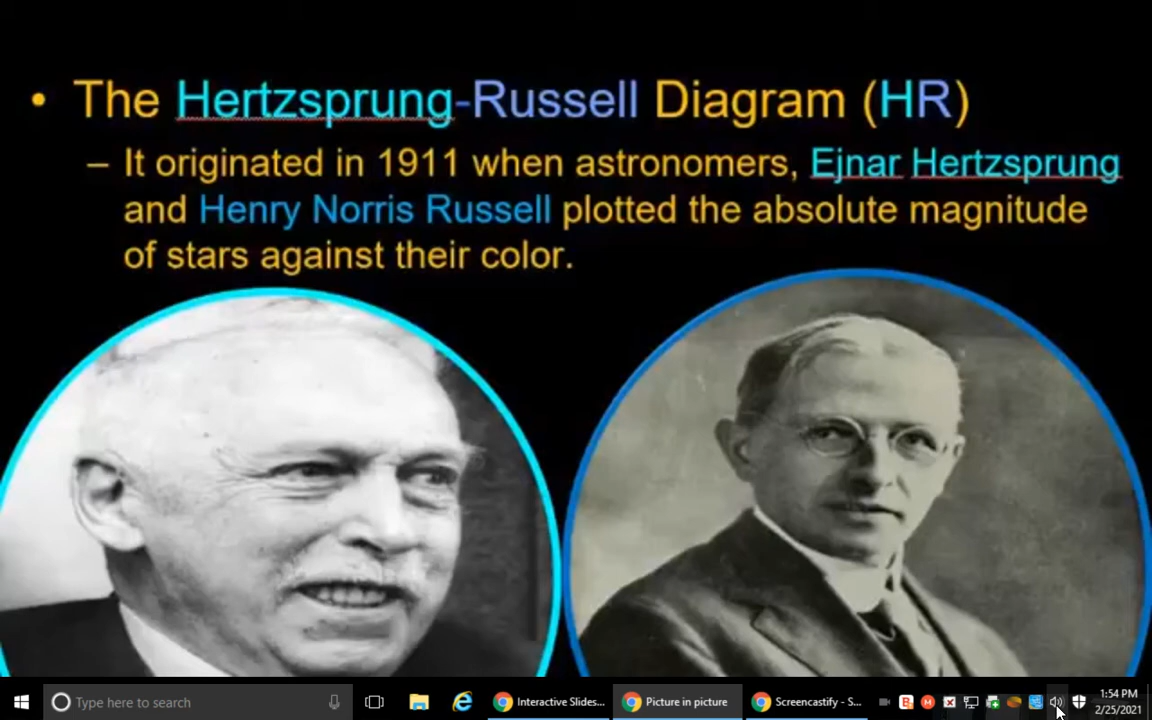 • The Hertzsprung-Russell Diagram (HR)
– It originated in 1911 when astronomers, Ejnar Hertzsprung
and Henry Norris Russell plotted the absolute magnitude
of stars against their color.
Type here to search
Interactive Slides...
Picture in picture
Screencastify - S...
1:54 PM
2/25/2021